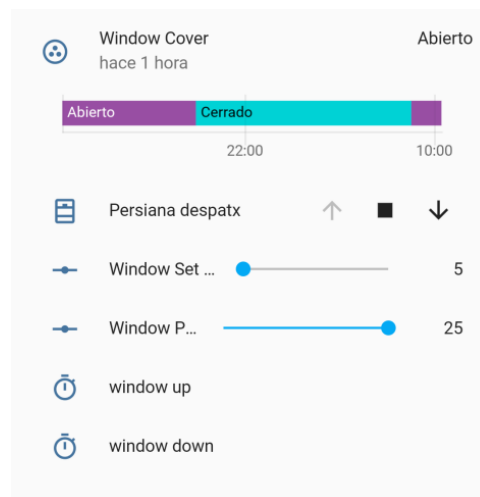 Window Cover
Abierto
hace 1 hora
Abierto
Cerrado
22:00
10:00
Persiana despatx
Window Set ...
5
Window P...
25
window up
window down